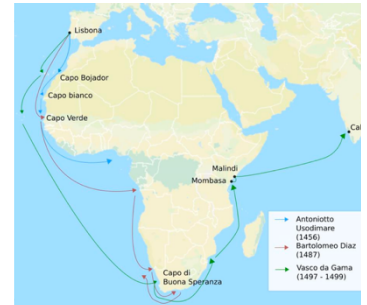 Lisbona
Capo Bojador
Capo bianco
Capo Verde
Cal
Malindi
Mombasa
Capo di
Buona Speranza
Antoniotto
Usodimare
(1456)
Bartolomeo Diaz
(1487)
Vasco da Gama
(1497 - 1499)